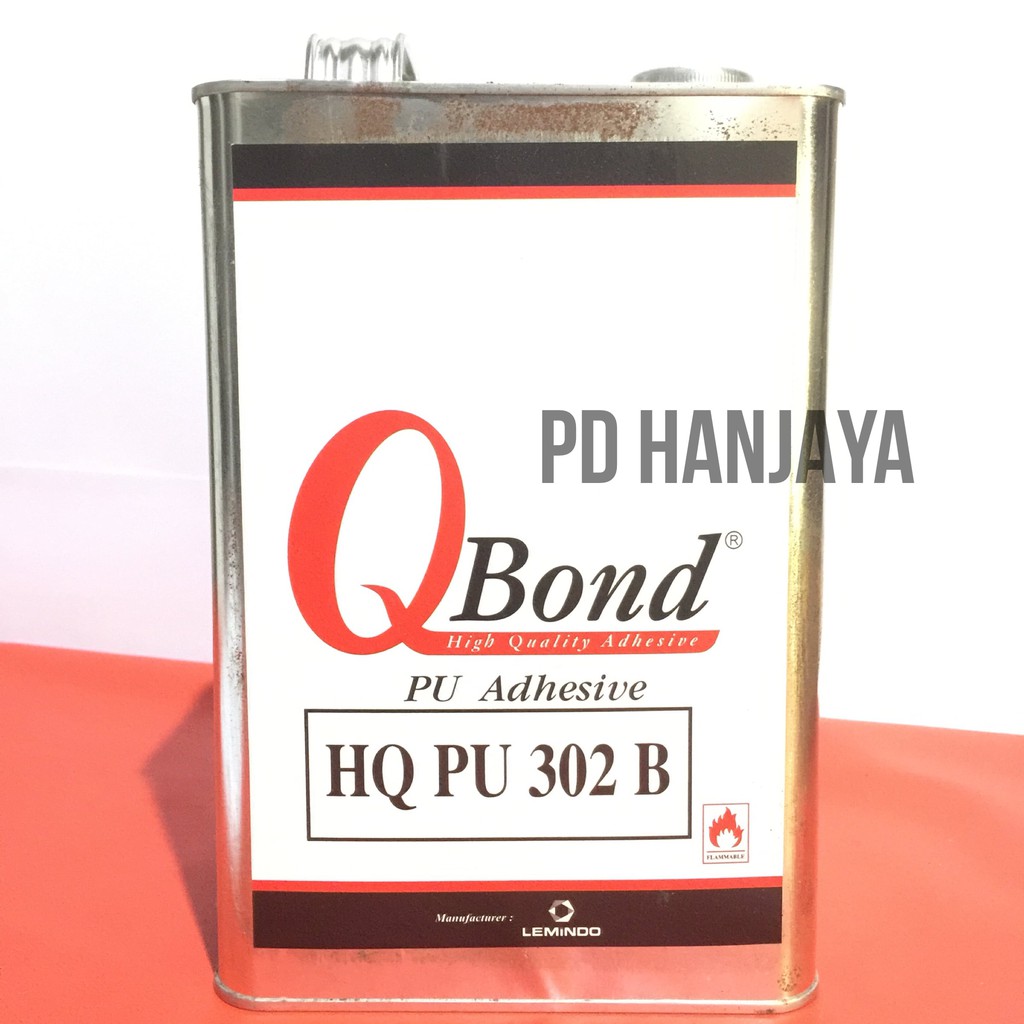 PD HANJAYA
QBond®
High Quality Adhesive
PU Adhesive
HQ PU 302 B
FLAMMABLE
Manufacturer :
LEMINDO